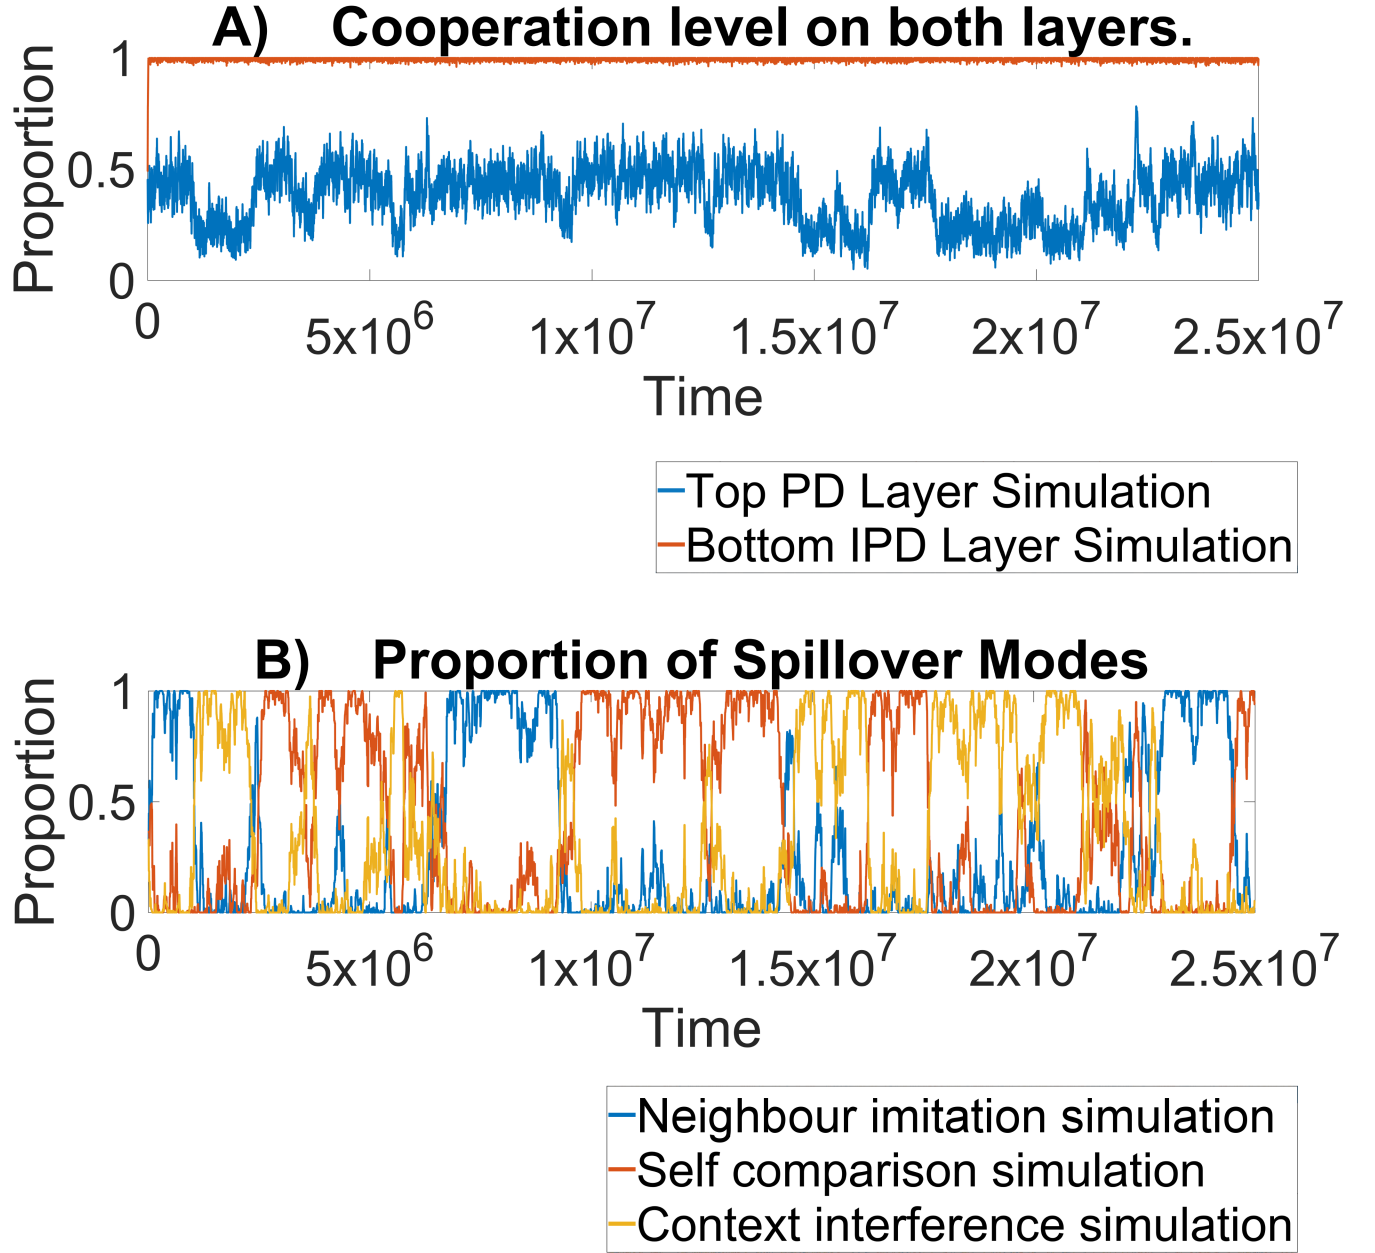 A) Cooperation level on both layers.
Proportion
1
0.5
0
0 5x10^6 1x10^7 1.5x10^7 2x10^7 2.5x10^7
Time
Top PD Layer Simulation
Bottom IPD Layer Simulation
B) Proportion of Spillover Modes
Proportion
1
0.5
0
0 5x10^6 1x10^7 1.5x10^7 2x10^7 2.5x10^7
Time
Neighbour imitation simulation
Self comparison simulation
Context interference simulation